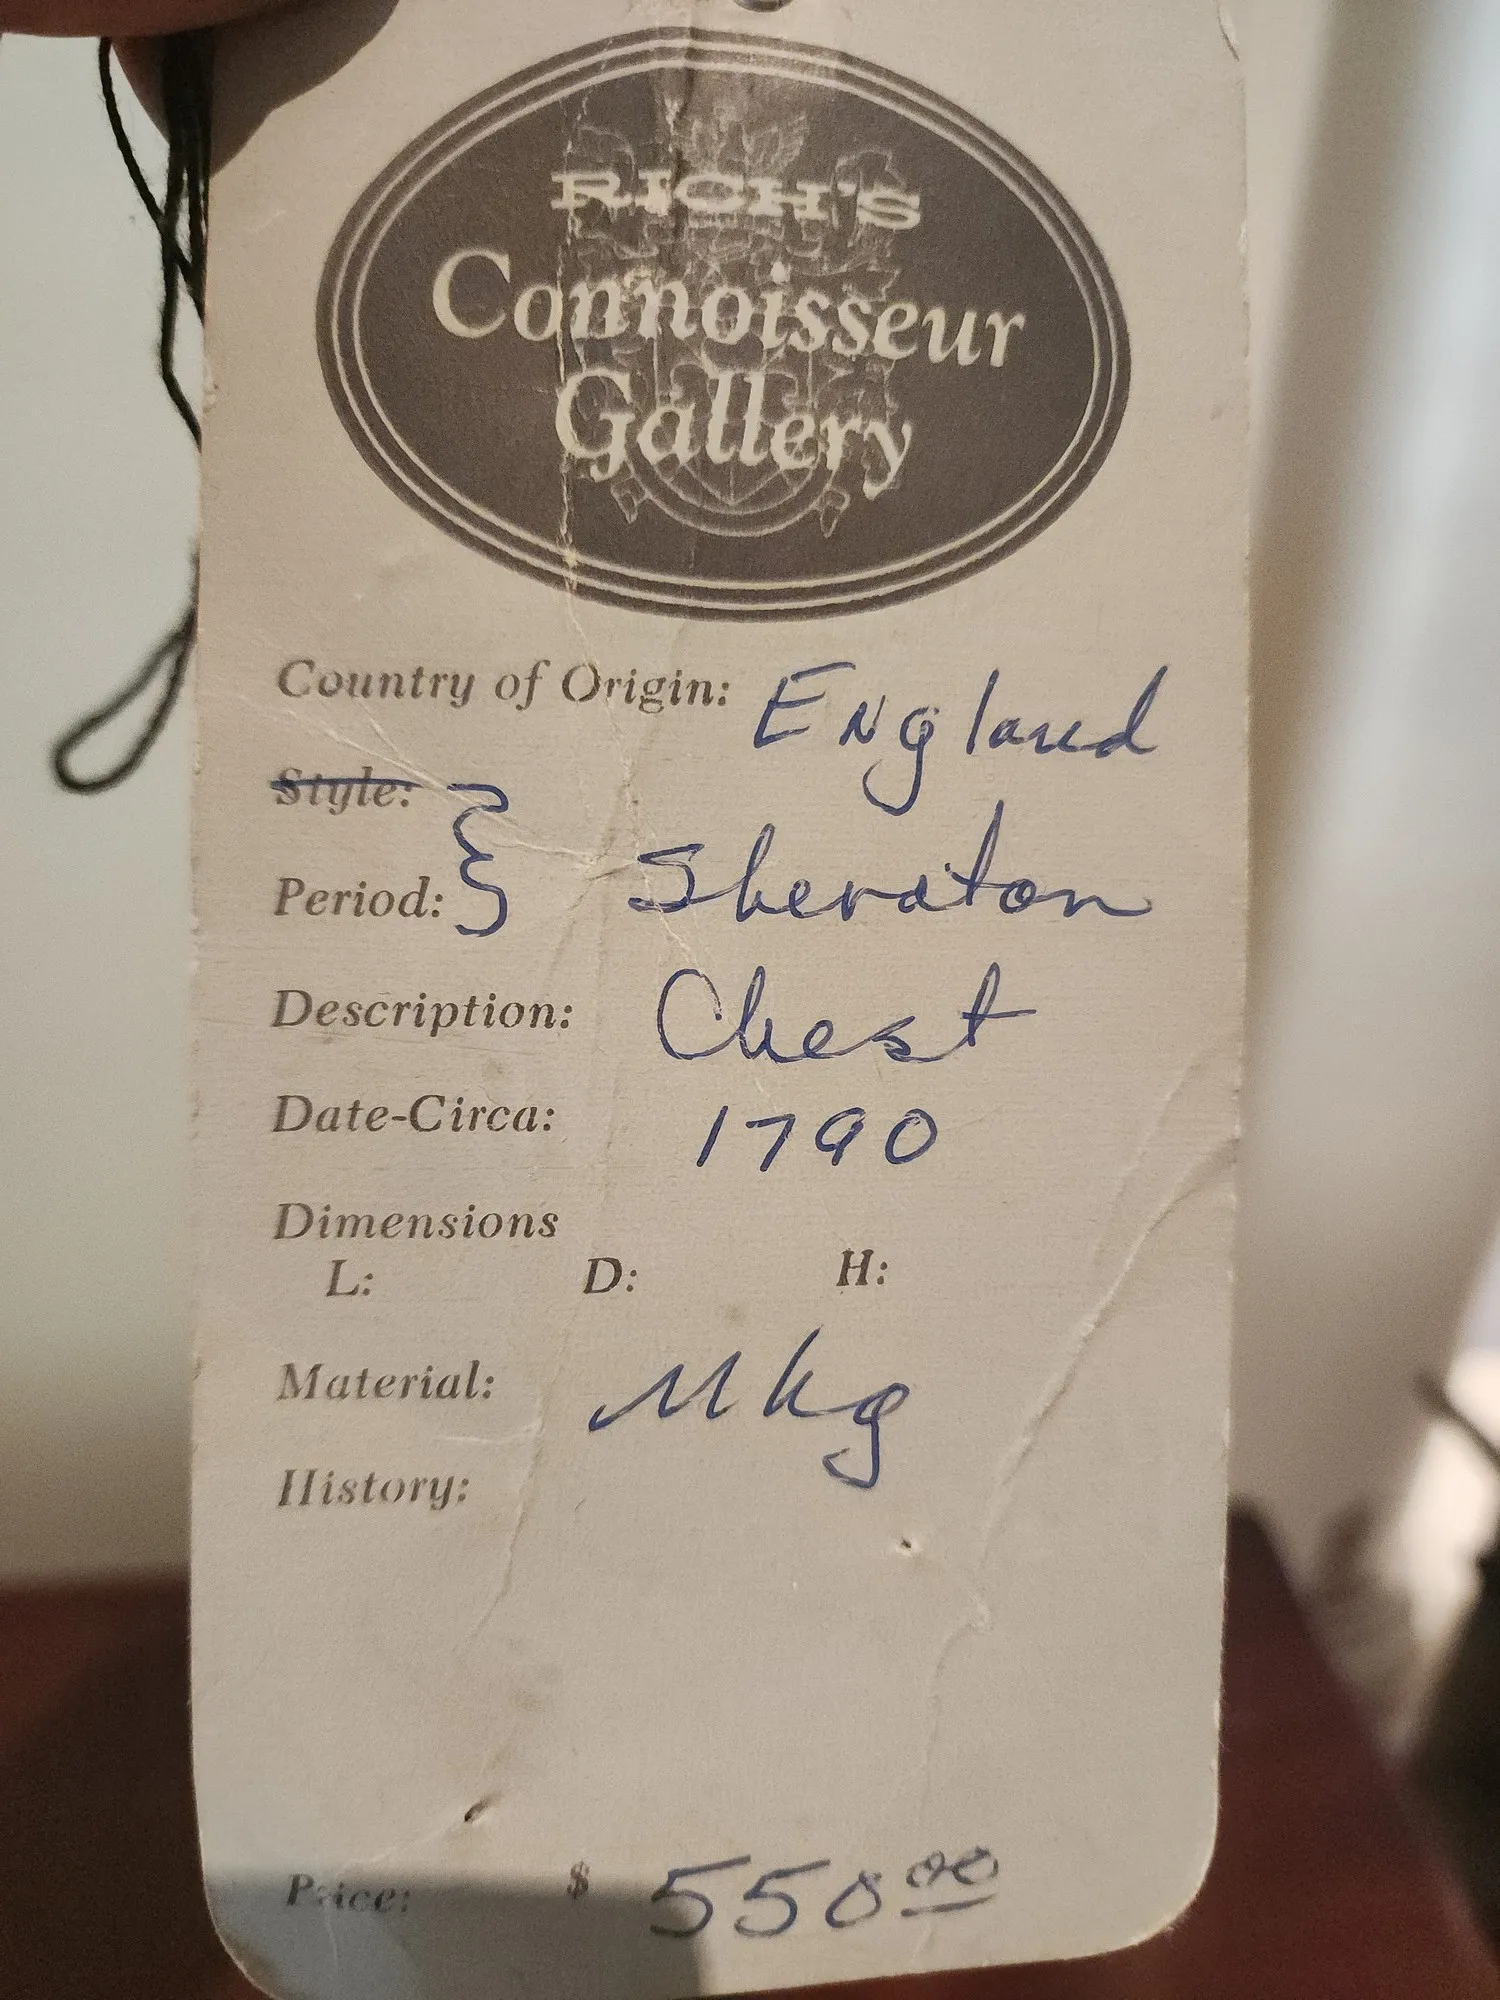 RICH'S
Connoisseur
Gallery
Country of Origin: England
Style:
Period: } Sheraton
Description: Chest
Date-Circa: 1790
Dimensions
L: D: H:
Material: Mhg
History:
Price: $ 550.00